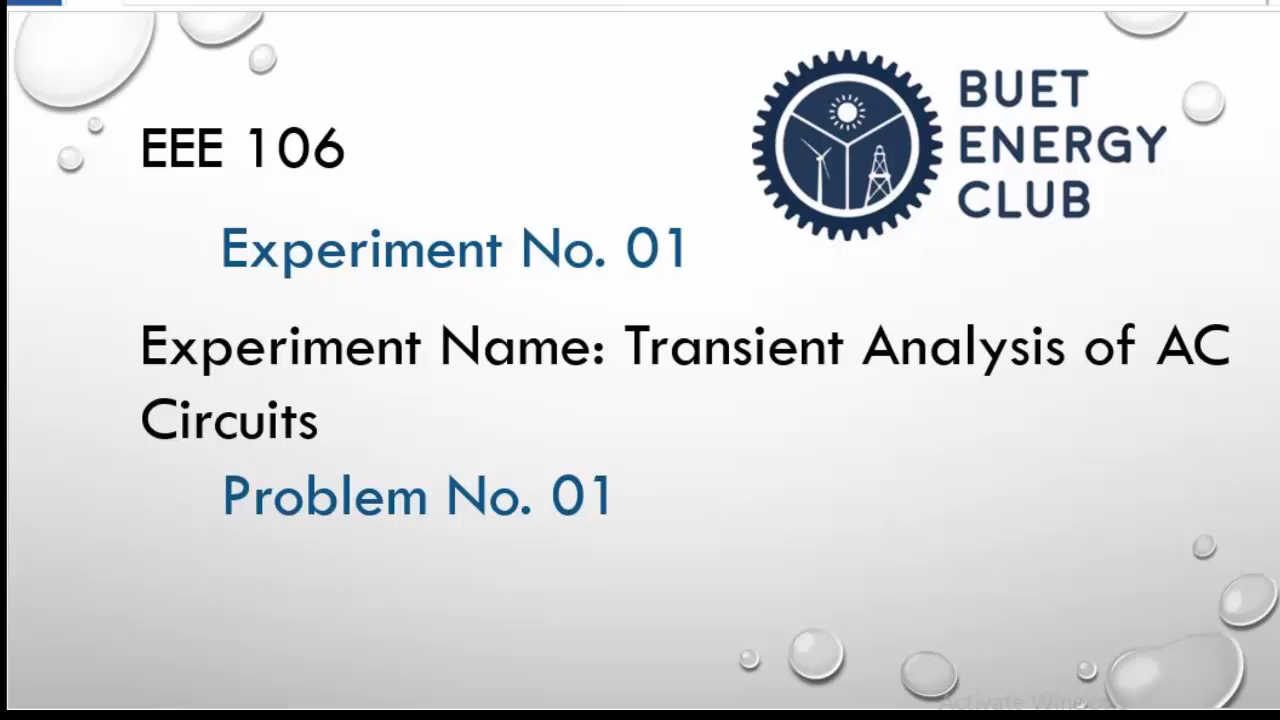 EEE 106
BUET
ENERGY
CLUB
Experiment No. 01
Experiment Name: Transient Analysis of AC
Circuits
Problem No. 01